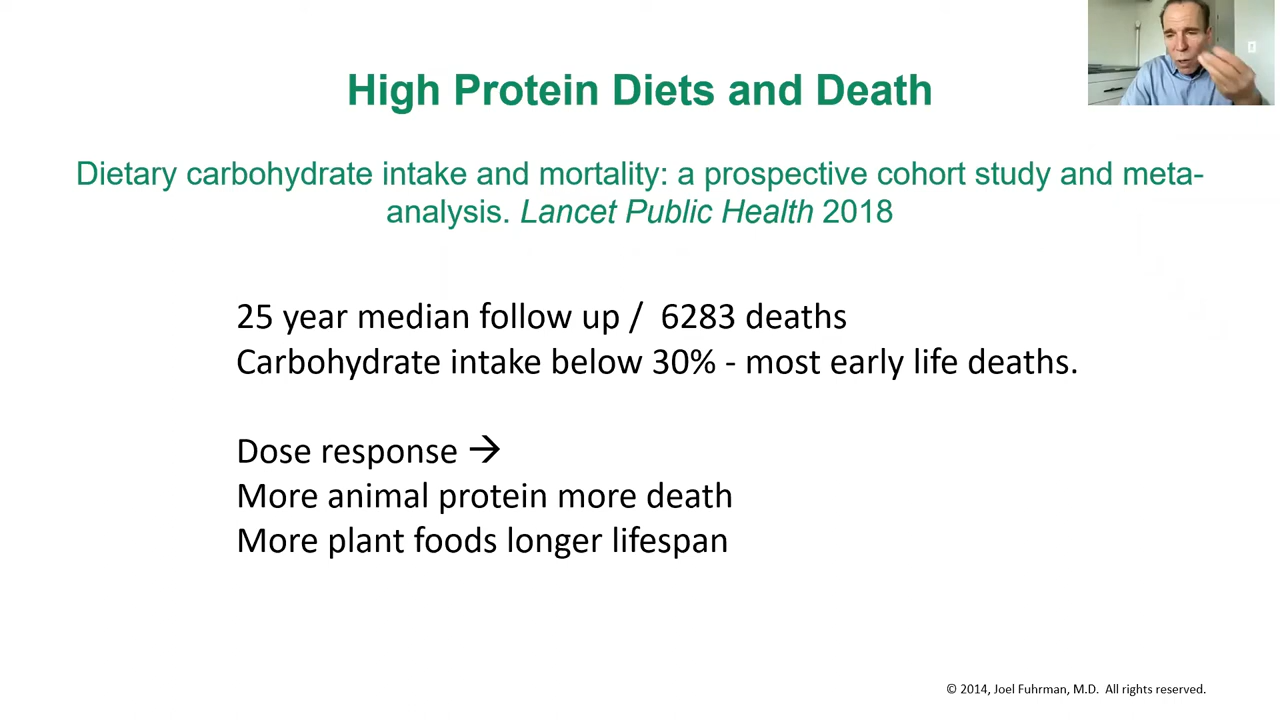 High Protein Diets and Death
Dietary carbohydrate intake and mortality: a prospective cohort study and meta-
analysis. Lancet Public Health 2018
25 year median follow up /  6283 deaths
Carbohydrate intake below 30% - most early life deaths.
Dose response →
More animal protein more death
More plant foods longer lifespan
© 2014, Joel Fuhrman, M.D.  All rights reserved.